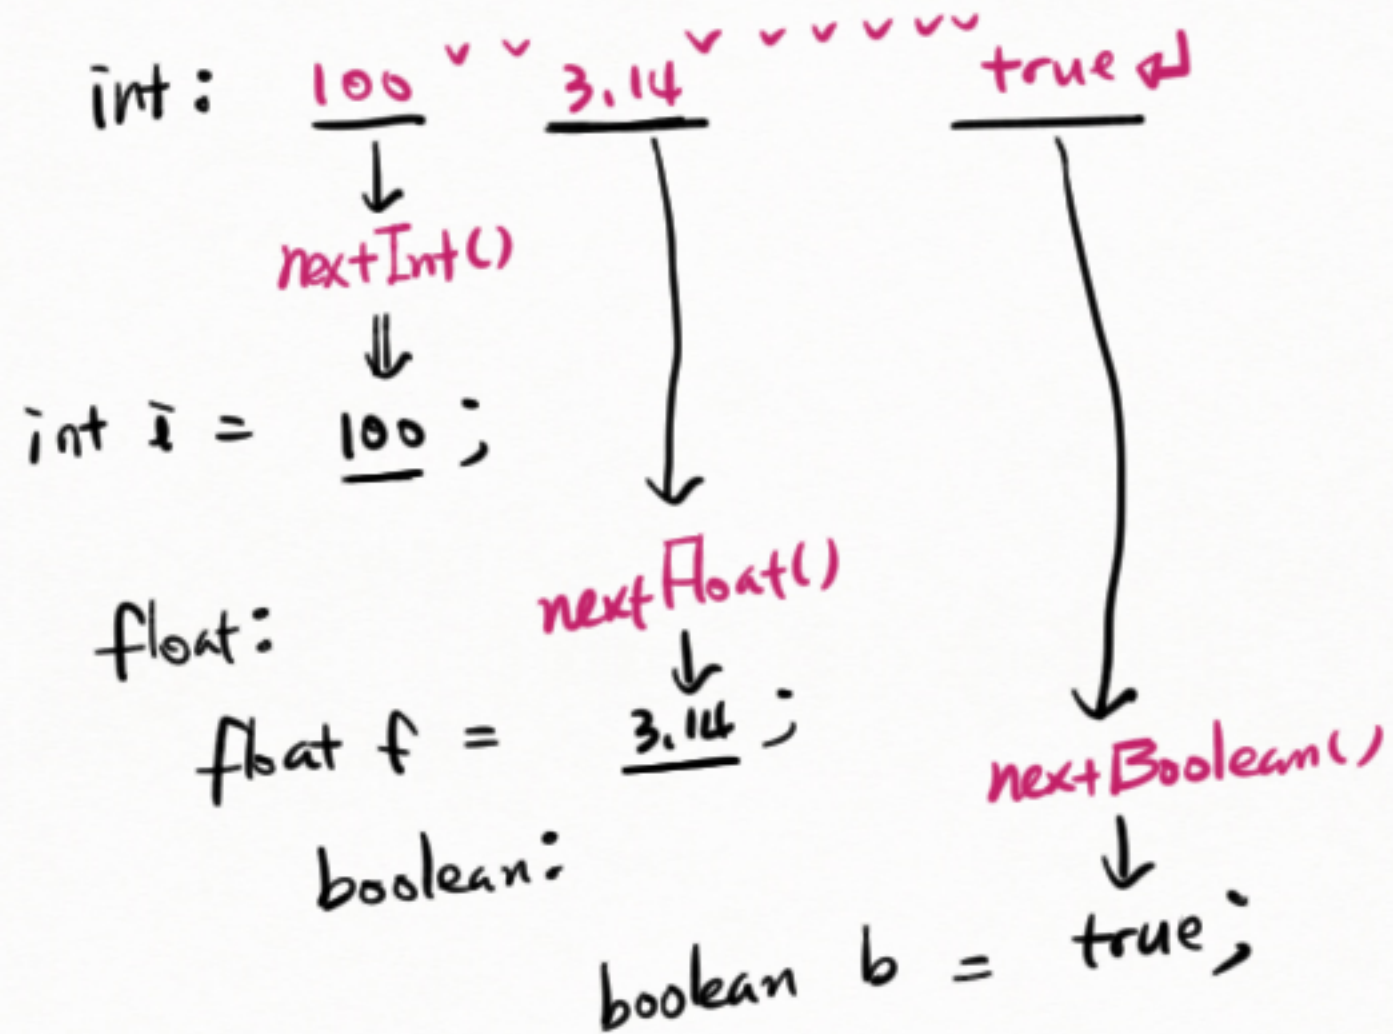 int: 100 ˅ ˅ 3.14 ˅ ˅ ˅ ˅ ˅ ˅ true ↵
nextInt()
int i = 100 ;
nextFloat()
float:
float f = 3.14 ;
nextBoolean()
boolean:
boolean b = true;